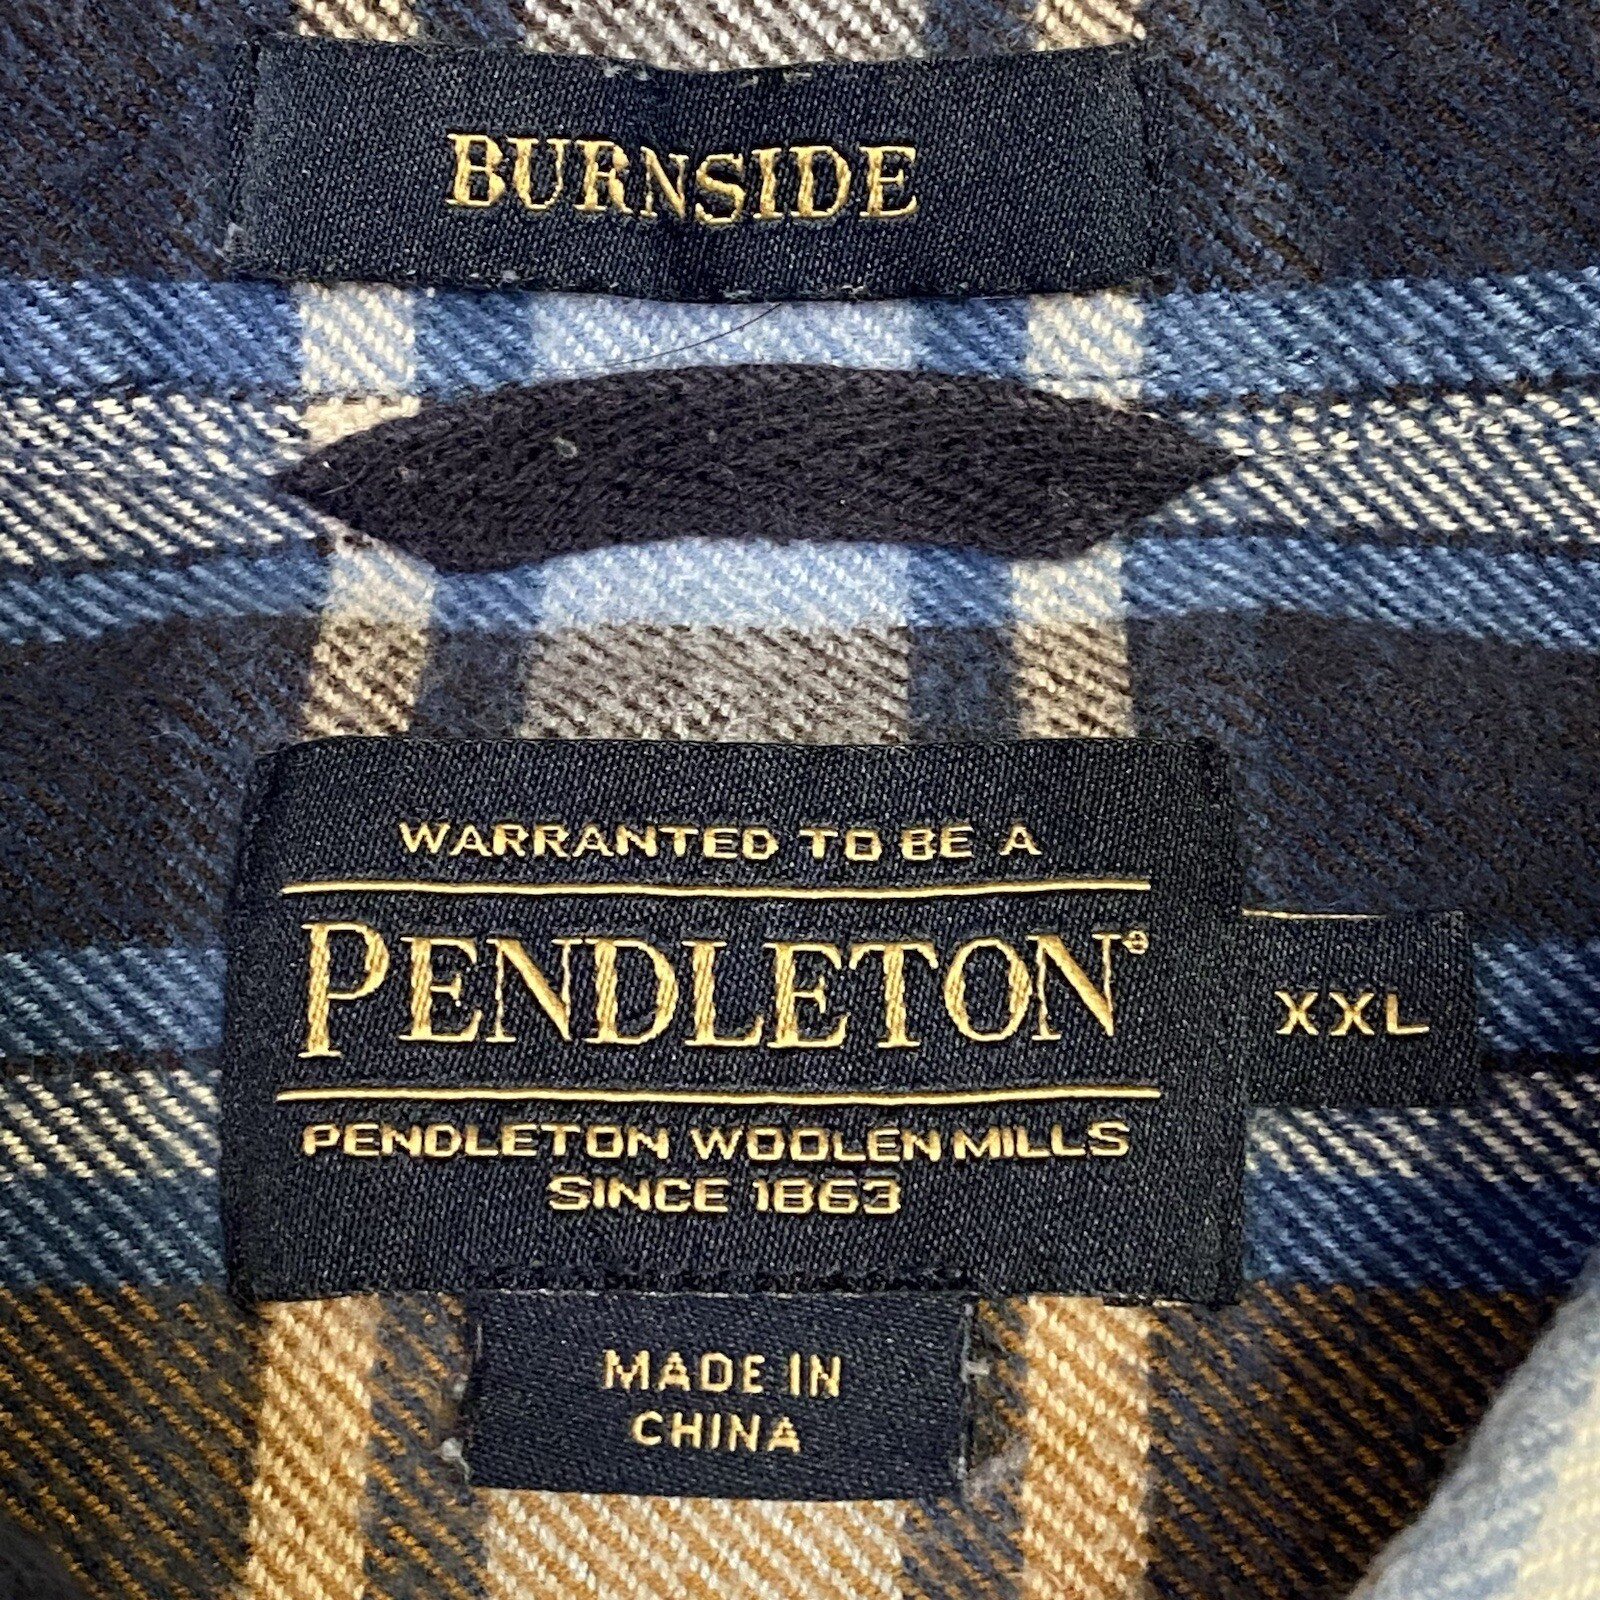 BURNSIDE
WARRANTED TO BE A
PENDLETON®
XXL
PENDLETON WOOLEN MILLS
SINCE 1863
MADE IN
CHINA